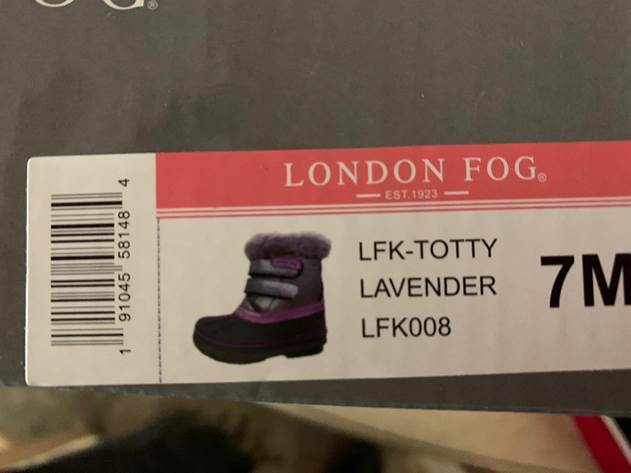 LONDON FOG®
EST.1923
LFK-TOTTY
LAVENDER
LFK008
7M
1 91045 58148 4